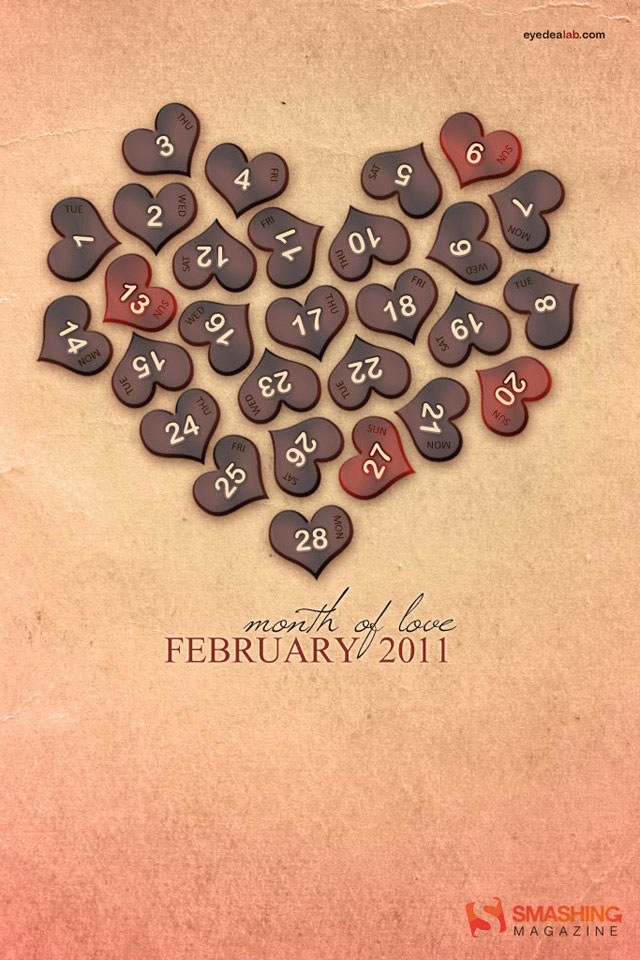 eyedealab.com
3 THU
4 FRI
5 SAT
6 SUN
1 TUE
2 WED
12 SAT
11 FRI
10 THU
9 WED
7 MON
13 SUN
14 MON
15 TUE
16 WED
17 THU
18 FRI
19 SAT
8 TUE
24 THU
23 WED
22 TUE
21 MON
20 SUN
25 FRI
26 SAT
27 SUN
28 MON
month of love
FEBRUARY 2011
SMASHING
MAGAZINE